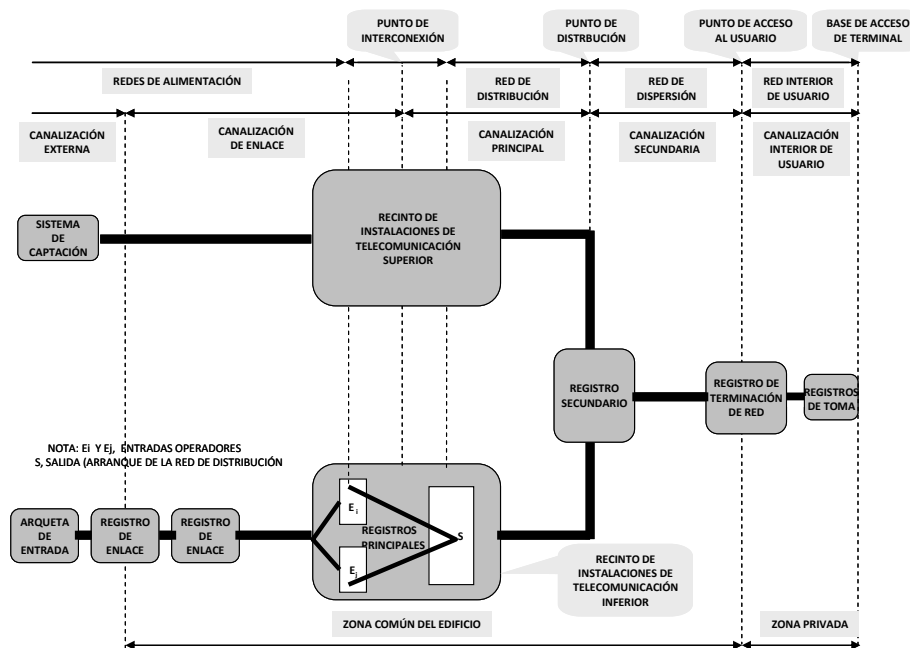 PUNTO DE
INTERCONEXIÓN
PUNTO DE
DISTRBUCIÓN
PUNTO DE ACCESO
AL USUARIO
BASE DE ACCESO
DE TERMINAL
REDES DE ALIMENTACIÓN
RED DE
DISTRIBUCIÓN
RED DE
DISPERSIÓN
RED INTERIOR
DE USUARIO
CANALIZACIÓN
EXTERNA
CANALIZACIÓN
DE ENLACE
CANALIZACIÓN
PRINCIPAL
CANALIZACIÓN
SECUNDARIA
CANALIZACIÓN
INTERIOR DE
USUARIO
SISTEMA
DE
CAPTACIÓN
RECINTO DE
INSTALACIONES DE
TELECOMUNICACIÓN
SUPERIOR
REGISTRO
SECUNDARIO
REGISTRO DE
TERMINACIÓN
DE RED
REGISTROS
DE TOMA
NOTA: Ei Y Ej, ENTRADAS OPERADORES
S, SALIDA (ARRANQUE DE LA RED DE DISTRIBUCIÓN
ARQUETA
DE
ENTRADA
REGISTRO
DE
ENLACE
REGISTRO
DE
ENLACE
E i
REGISTROS
PRINCIPALES
S
Ej
RECINTO DE
INSTALACIONES DE
TELECOMUNICACIÓN
INFERIOR
ZONA COMÚN DEL EDIFICIO
ZONA PRIVADA